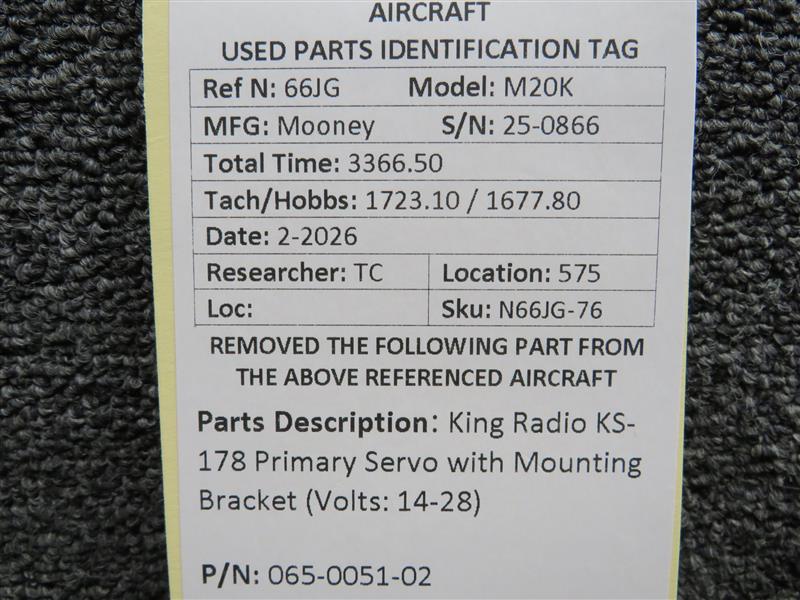 AIRCRAFT
USED PARTS IDENTIFICATION TAG
Ref N: 66JG Model: M20K
MFG: Mooney S/N: 25-0866
Total Time: 3366.50
Tach/Hobbs: 1723.10 / 1677.80
Date: 2-2026
Researcher: TC Location: 575
Loc: Sku: N66JG-76
REMOVED THE FOLLOWING PART FROM
THE ABOVE REFERENCED AIRCRAFT
Parts Description: King Radio KS-
178 Primary Servo with Mounting
Bracket (Volts: 14-28)
P/N: 065-0051-02